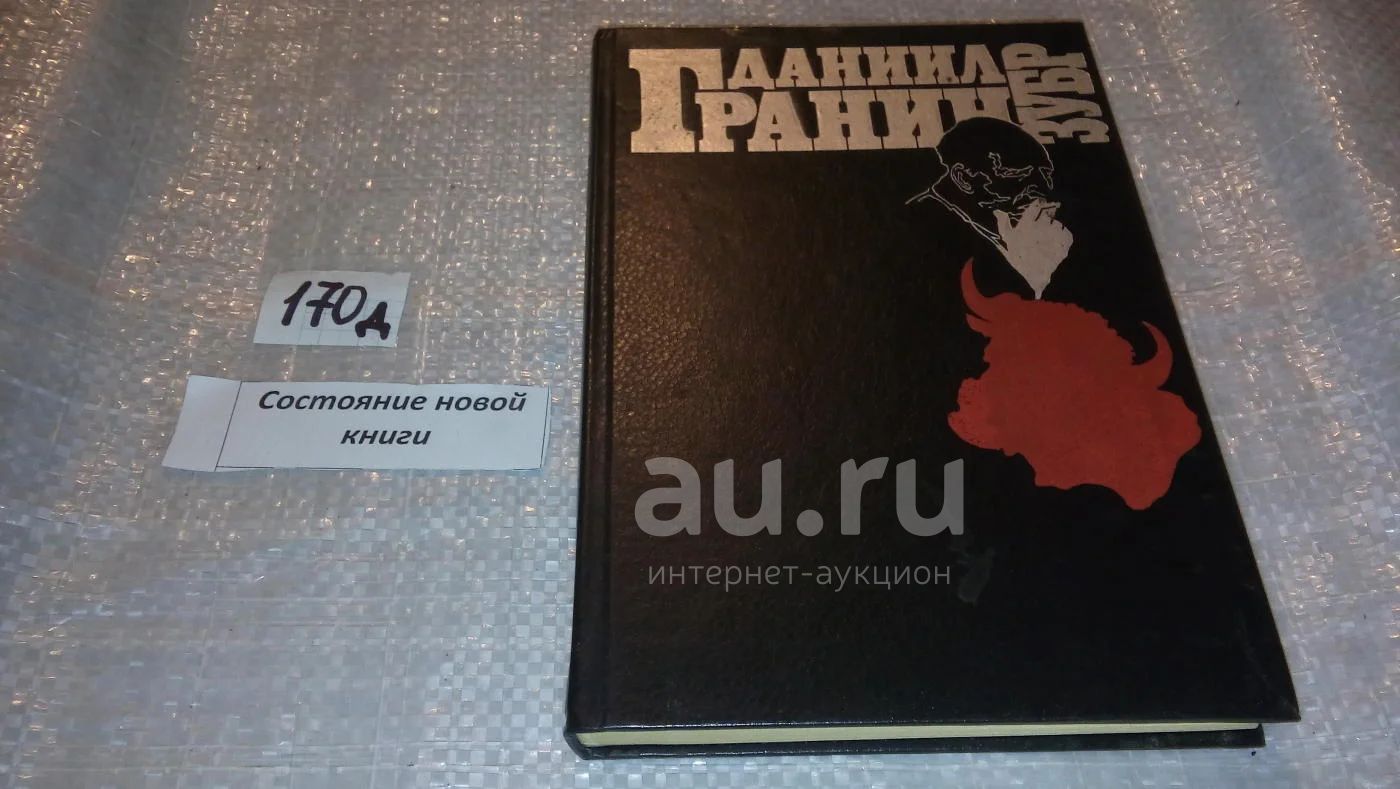 ДАНИИЛ
ГРАНИН
ЗУБР
170д
Состояние новой
книги
au.ru
интернет-аукцион